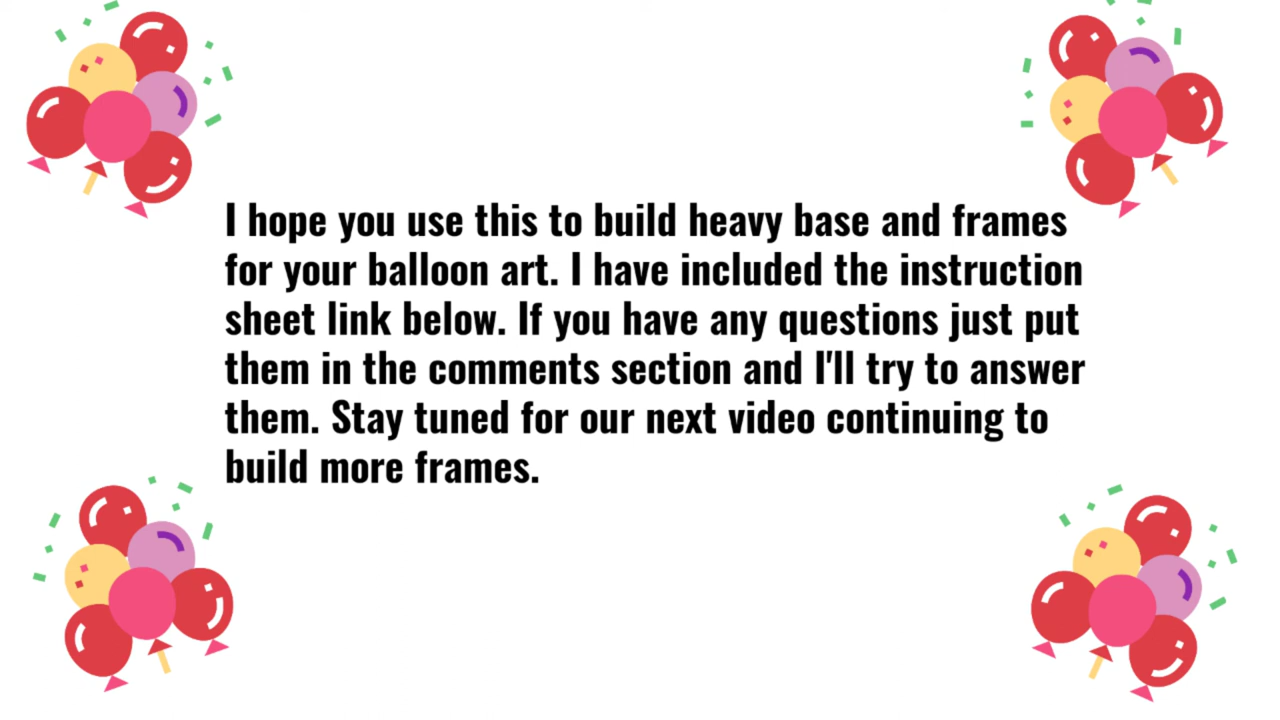 I hope you use this to build heavy base and frames
for your balloon art. I have included the instruction
sheet link below. If you have any questions just put
them in the comments section and I'll try to answer
them. Stay tuned for our next video continuing to
build more frames.